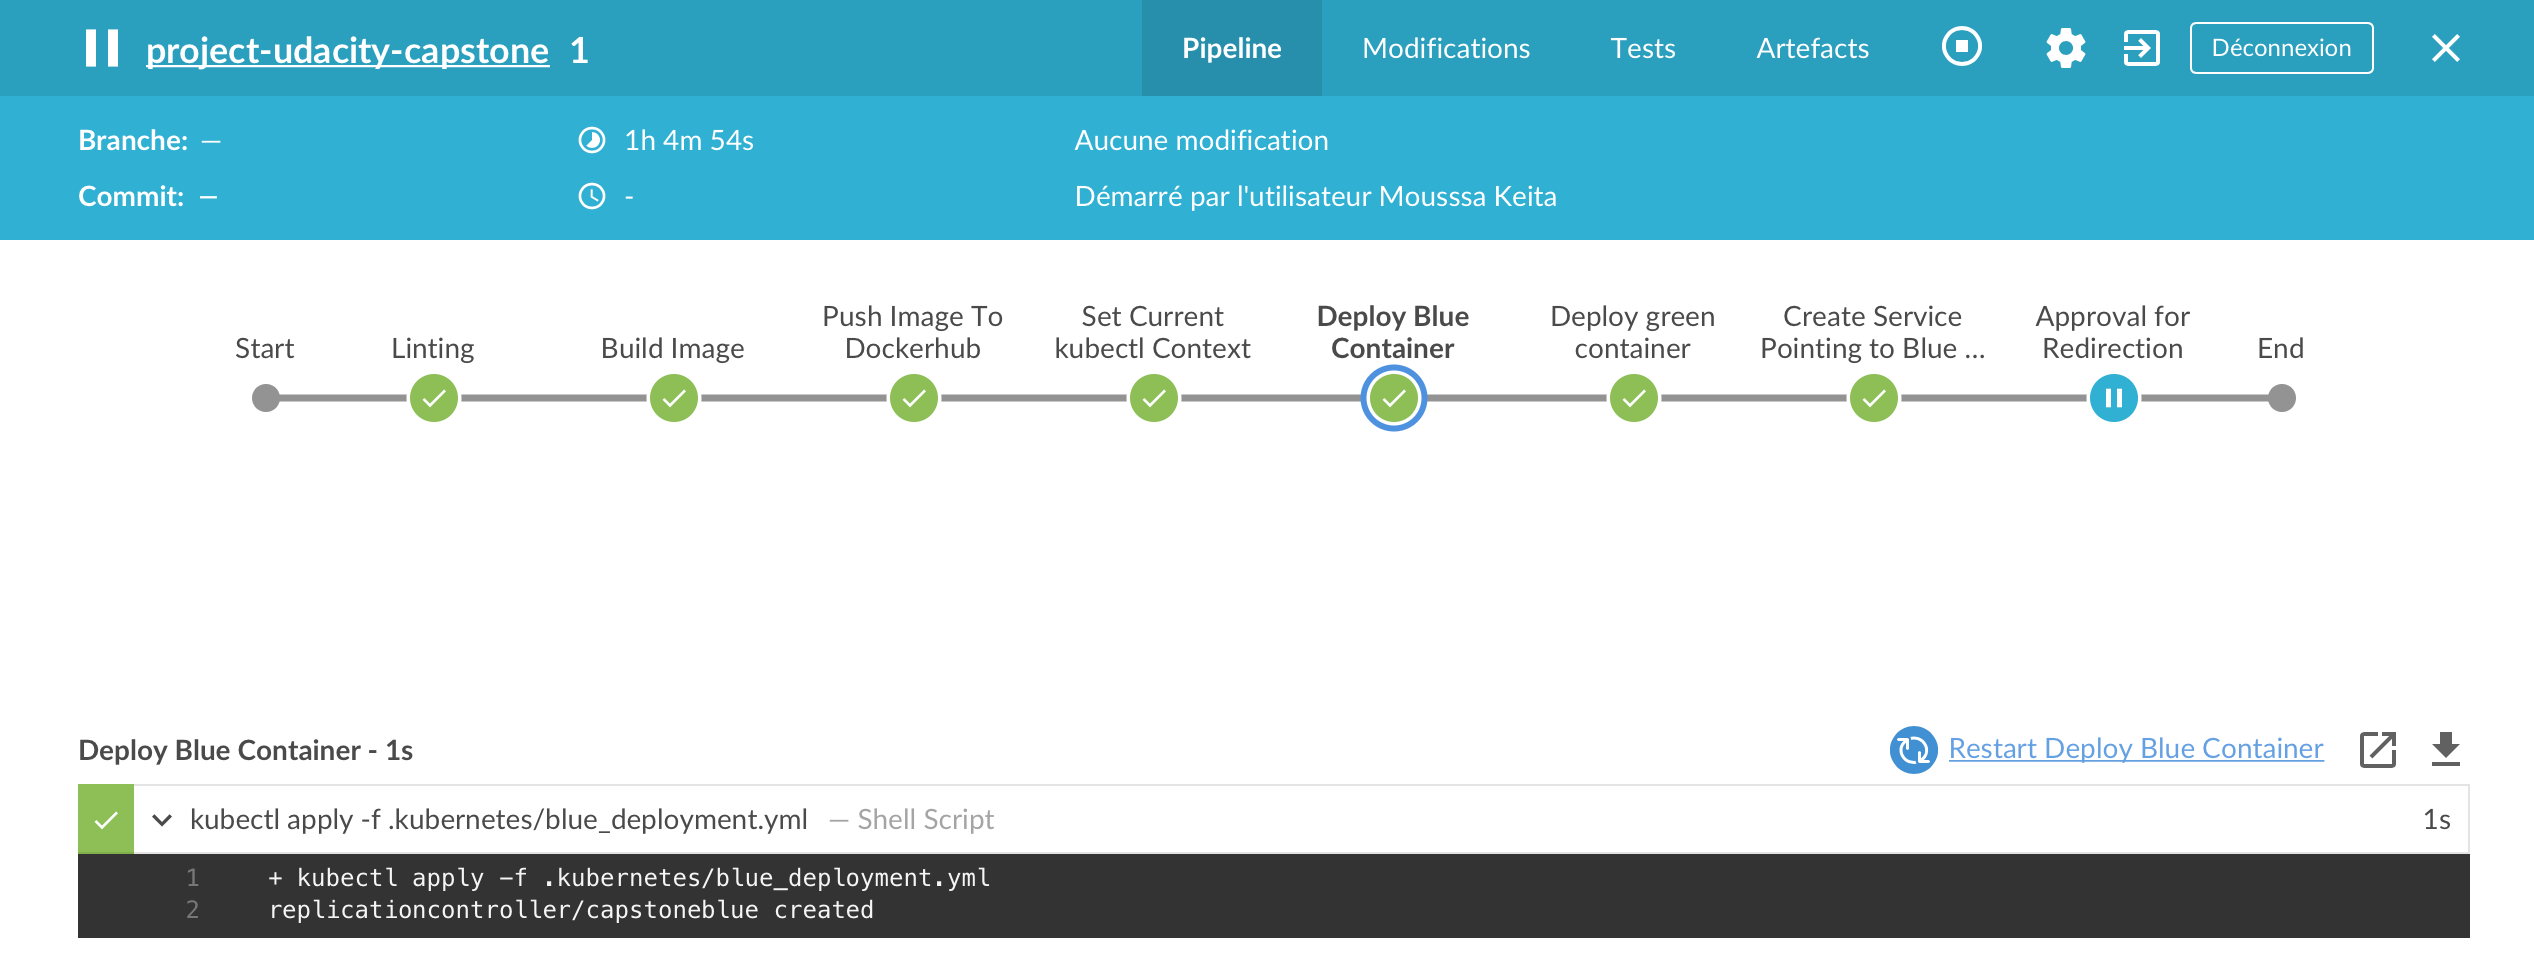 project-udacity-capstone 1
Pipeline
Modifications
Tests
Artefacts
Déconnexion
Branche: —
1h 4m 54s
Aucune modification
Commit: —
-
Démarré par l'utilisateur Mousssa Keita
Start
Linting
Build Image
Push Image To
Dockerhub
Set Current
kubectl Context
Deploy Blue
Container
Deploy green
container
Create Service
Pointing to Blue ...
Approval for
Redirection
End
Deploy Blue Container - 1s
Restart Deploy Blue Container
kubectl apply -f .kubernetes/blue_deployment.yml — Shell Script
1s
1 + kubectl apply -f .kubernetes/blue_deployment.yml
2 replicationcontroller/capstoneblue created